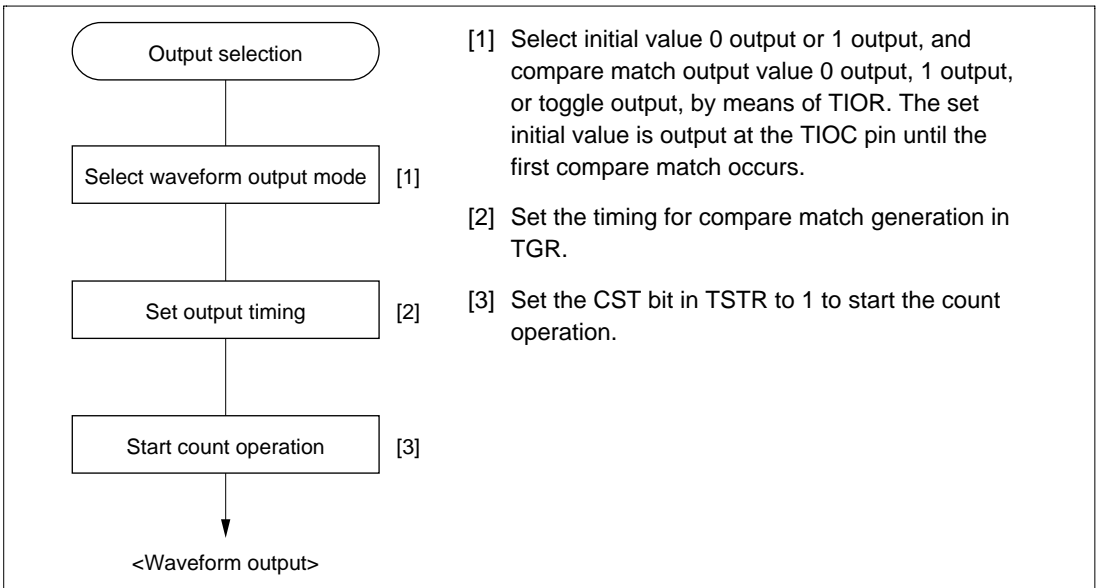 Output selection
Select waveform output mode [1]
Set output timing [2]
Start count operation [3]
<Waveform output>
[1] Select initial value 0 output or 1 output, and
compare match output value 0 output, 1 output,
or toggle output, by means of TIOR. The set
initial value is output at the TIOC pin until the
first compare match occurs.
[2] Set the timing for compare match generation in
TGR.
[3] Set the CST bit in TSTR to 1 to start the count
operation.